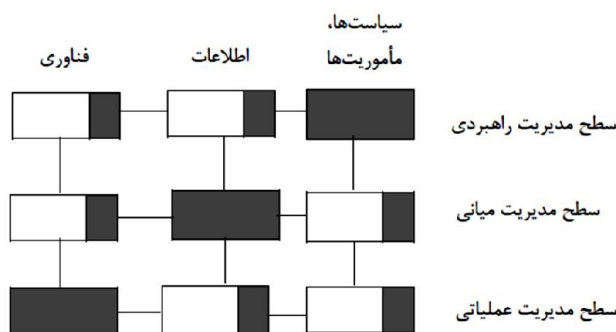 سیاست‌ها،
مأموریت‌ها
اطلاعات
فناوری
سطح مدیریت راهبردی
سطح مدیریت میانی
سطح مدیریت عملیاتی